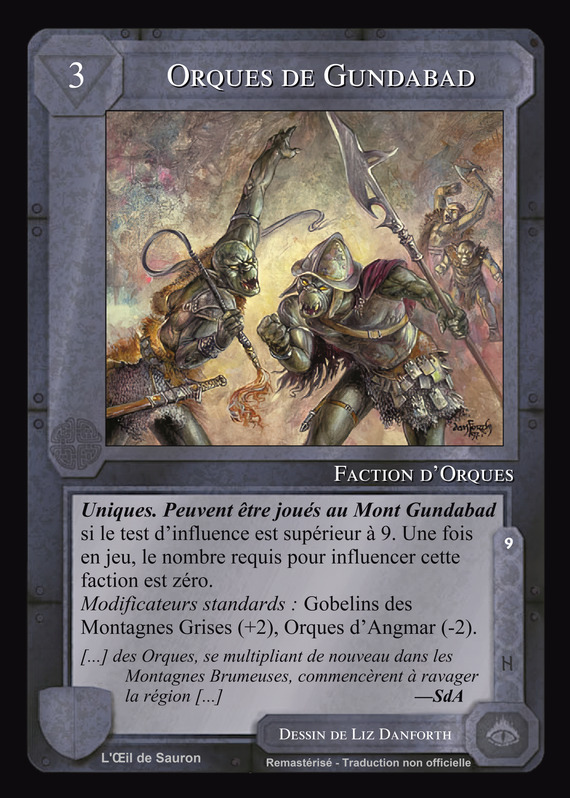 3
Orques de Gundabad
Danforth
97
Faction d'Orques
Uniques. Peuvent être joués au Mont Gundabad
si le test d'influence est supérieur à 9. Une fois
en jeu, le nombre requis pour influencer cette
faction est zéro.
Modificateurs standards : Gobelins des
Montagnes Grises (+2), Orques d'Angmar (-2).
[...] des Orques, se multipliant de nouveau dans les
Montagnes Brumeuses, commencèrent à ravager
la région [...] —SdA
9
Dessin de Liz Danforth
L'Œil de Sauron
Remastérisé - Traduction non officielle